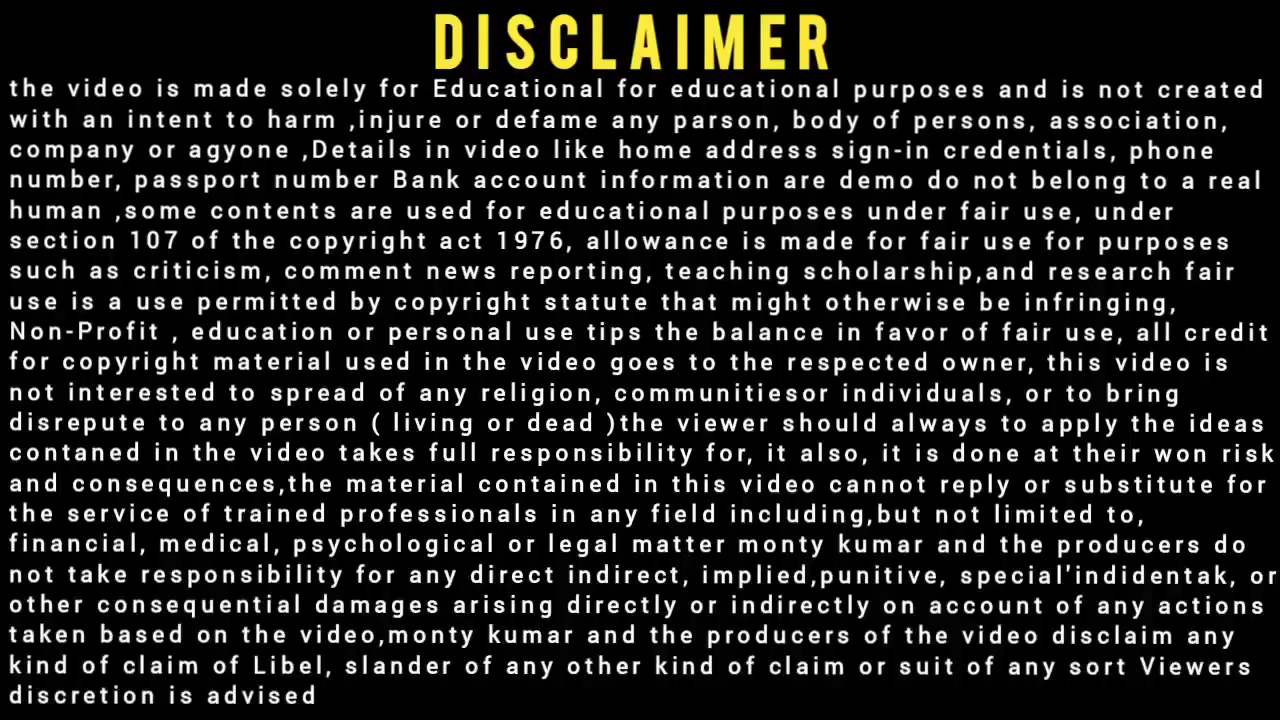 DISCLAIMER
the video is made solely for Educational for educational purposes and is not created
with an intent to harm ,injure or defame any parson, body of persons, association,
company or agyone ,Details in video like home address sign-in credentials, phone
number, passport number Bank account information are demo do not belong to a real
human ,some contents are used for educational purposes under fair use, under
section 107 of the copyright act 1976, allowance is made for fair use for purposes
such as criticism, comment news reporting, teaching scholarship,and research fair
use is a use permitted by copyright statute that might otherwise be infringing,
Non-Profit , education or personal use tips the balance in favor of fair use, all credit
for copyright material used in the video goes to the respected owner, this video is
not interested to spread of any religion, communitiesor individuals, or to bring
disrepute to any person ( living or dead )the viewer should always to apply the ideas
contaned in the video takes full responsibility for, it also, it is done at their won risk
and consequences,the material contained in this video cannot reply or substitute for
the service of trained professionals in any field including,but not limited to,
financial, medical, psychological or legal matter monty kumar and the producers do
not take responsibility for any direct indirect, implied,punitive, special'indidentak, or
other consequential damages arising directly or indirectly on account of any actions
taken based on the video,monty kumar and the producers of the video disclaim any
kind of claim of Libel, slander of any other kind of claim or suit of any sort Viewers
discretion is advised